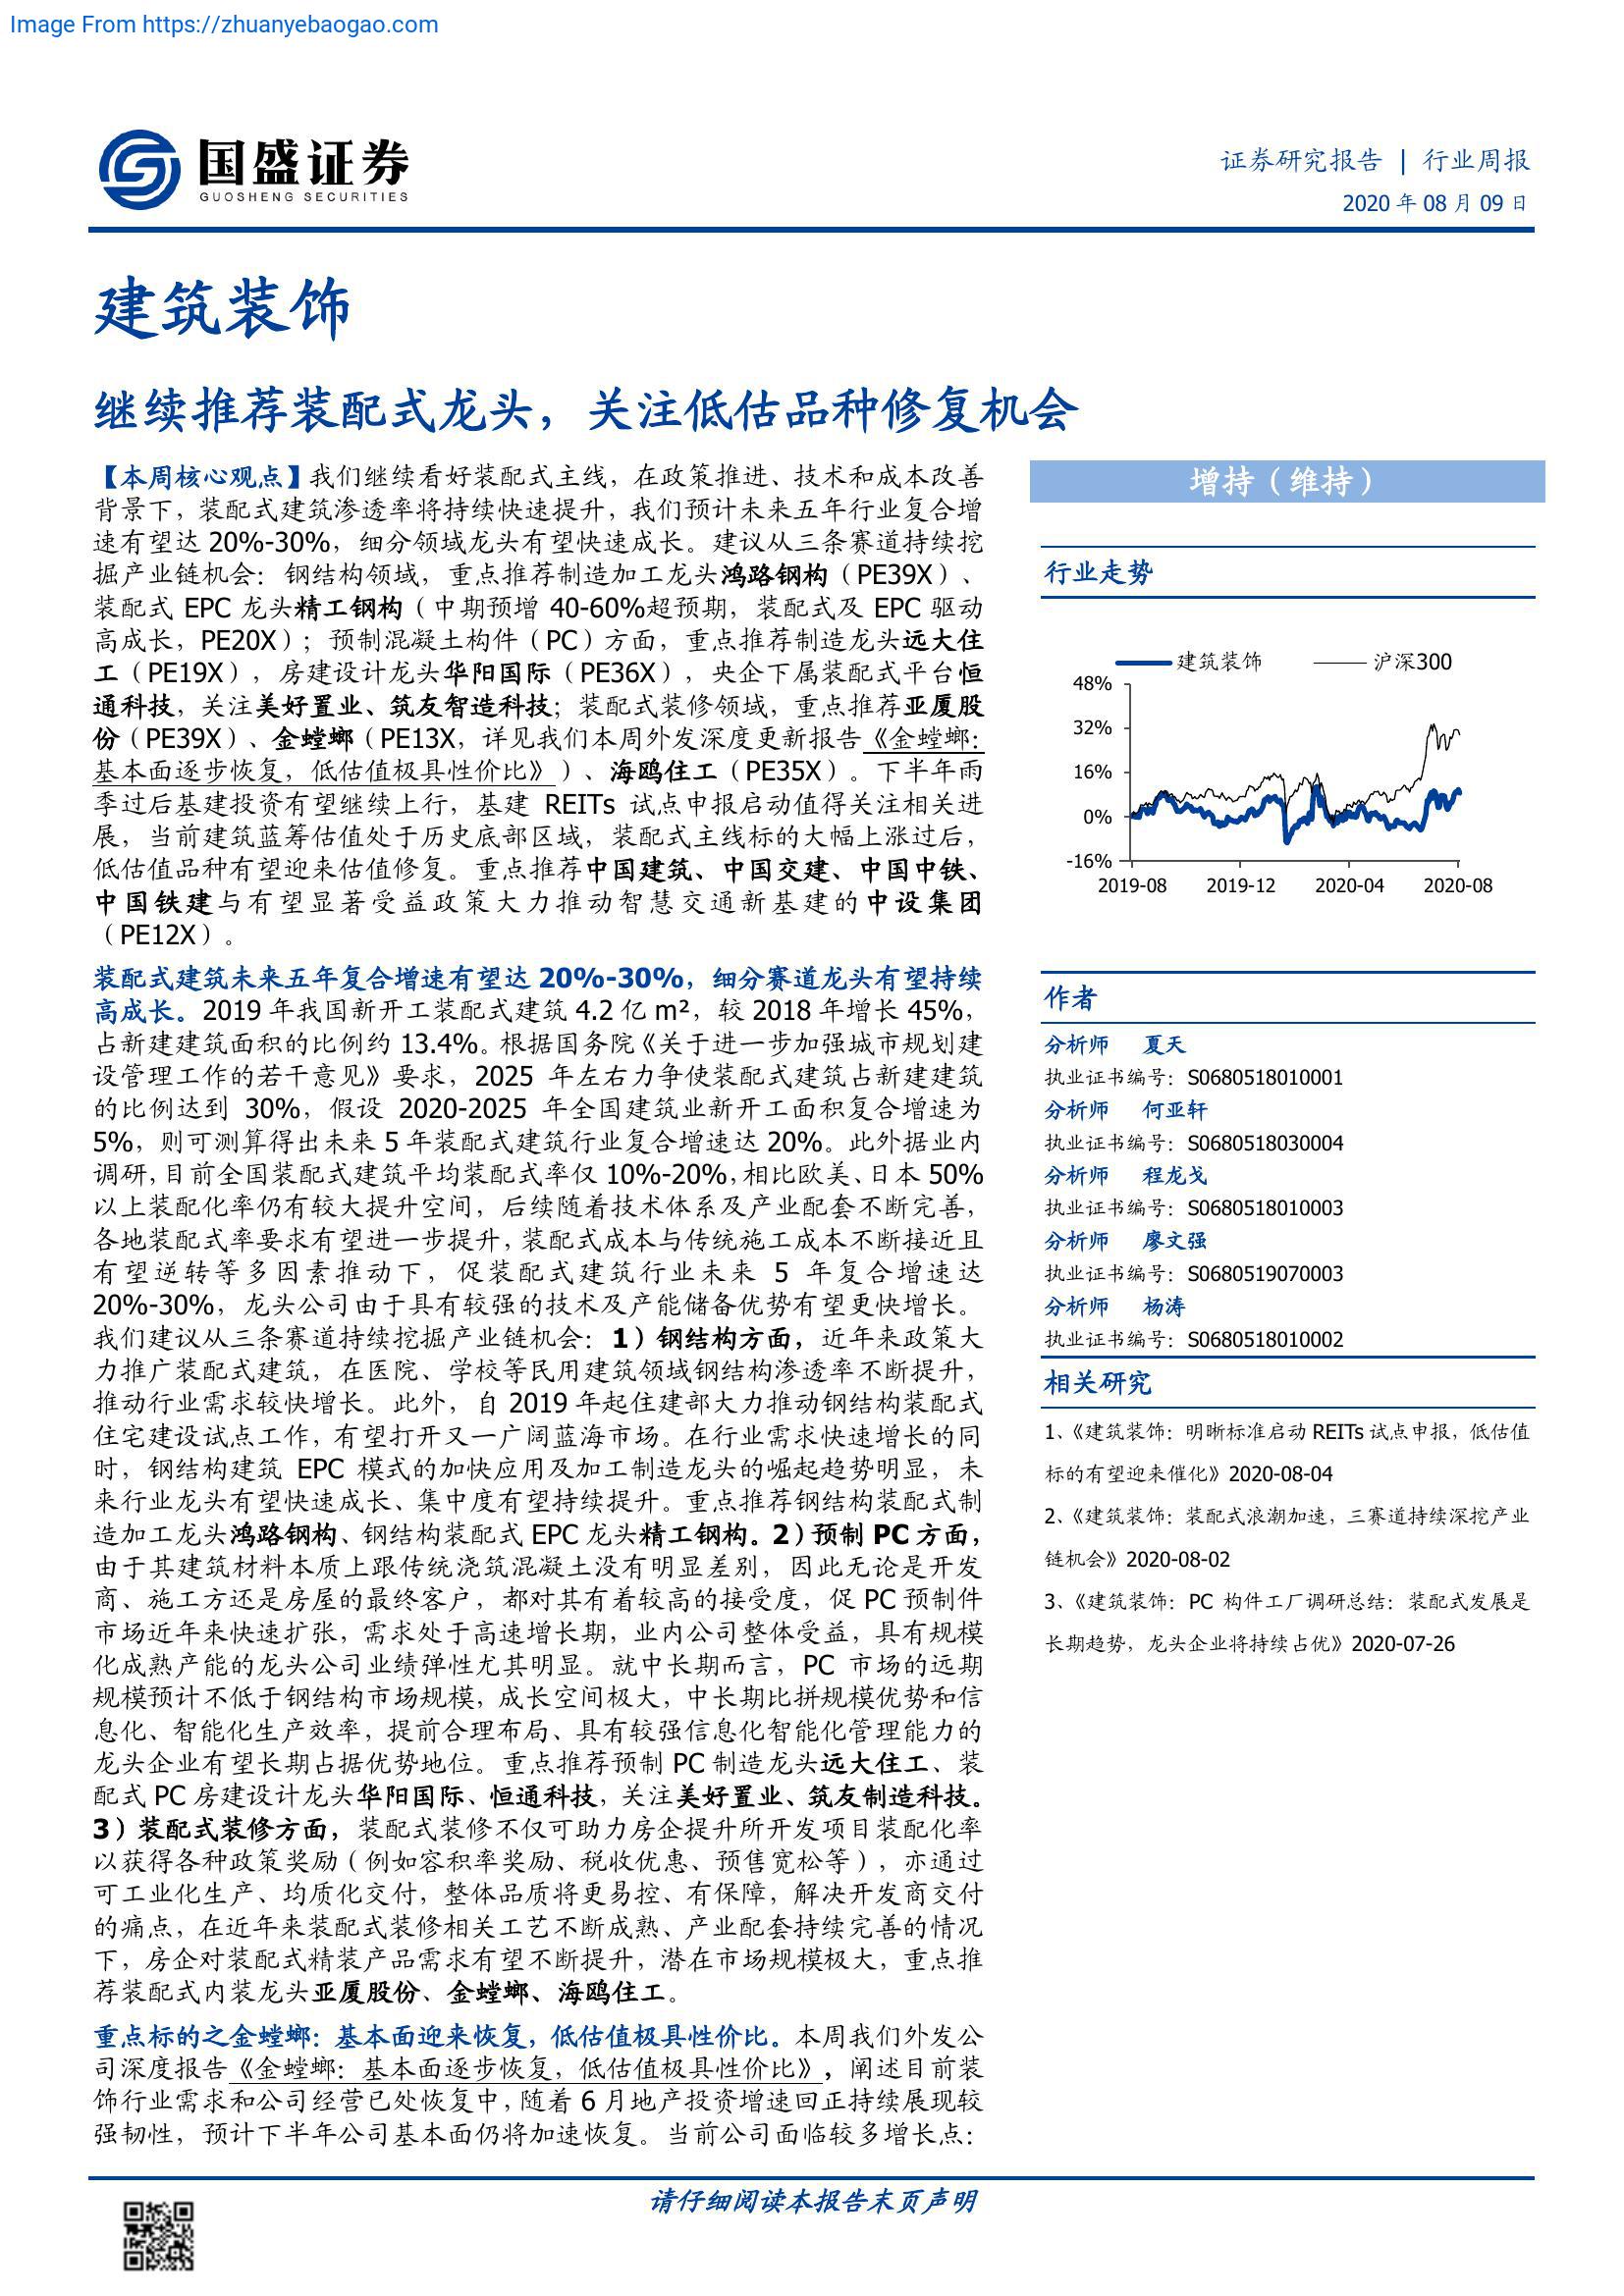 Image From https://zhuanyebaogao.com
国盛证券
GUOSHENG SECURITIES
证券研究报告 | 行业周报
2020 年 08 月 09 日
建筑装饰
继续推荐装配式龙头，关注低估品种修复机会
【本周核心观点】我们继续看好装配式主线，在政策推进、技术和成本改善
背景下，装配式建筑渗透率将持续快速提升，我们预计未来五年行业复合增
速有望达 20%-30%，细分领域龙头有望快速成长。建议从三条赛道持续挖
掘产业链机会：钢结构领域，重点推荐制造加工龙头鸿路钢构（PE39X）、
装配式 EPC 龙头精工钢构（中期预增 40-60%超预期，装配式及 EPC 驱动
高成长，PE20X）；预制混凝土构件（PC）方面，重点推荐制造龙头远大住
工（PE19X），房建设计龙头华阳国际（PE36X），央企下属装配式平台恒
通科技，关注美好置业、筑友智造科技；装配式装修领域，重点推荐亚厦股
份（PE39X）、金螳螂（PE13X，详见我们本周外发深度更新报告《金螳螂：
基本面逐步恢复，低估值极具性价比》）、海鸥住工（PE35X）。下半年雨
季过后基建投资有望继续上行，基建 REITs 试点申报启动值得关注相关进
展，当前建筑蓝筹估值处于历史底部区域，装配式主线标的大幅上涨过后，
低估值品种有望迎来估值修复。重点推荐中国建筑、中国交建、中国中铁、
中国铁建与有望显著受益政策大力推动智慧交通新基建的中设集团
（PE12X）。
装配式建筑未来五年复合增速有望达 20%-30%，细分赛道龙头有望持续
高成长。2019 年我国新开工装配式建筑 4.2 亿 m²，较 2018 年增长 45%，
占新建建筑面积的比例约 13.4%。根据国务院《关于进一步加强城市规划建
设管理工作的若干意见》要求，2025 年左右力争使装配式建筑占新建建筑
的比例达到 30%，假设 2020-2025 年全国建筑业新开工面积复合增速为
5%，则可测算得出未来 5 年装配式建筑行业复合增速达 20%。此外据业内
调研，目前全国装配式建筑平均装配式率仅 10%-20%，相比欧美、日本 50%
以上装配化率仍有较大提升空间，后续随着技术体系及产业配套不断完善，
各地装配式率要求有望进一步提升，装配式成本与传统施工成本不断接近且
有望逆转等多因素推动下，促装配式建筑行业未来 5 年复合增速达
20%-30%，龙头公司由于具有较强的技术及产能储备优势有望更快增长。
我们建议从三条赛道持续挖掘产业链机会：1）钢结构方面，近年来政策大
力推广装配式建筑，在医院、学校等民用建筑领域钢结构渗透率不断提升，
推动行业需求较快增长。此外，自 2019 年起住建部大力推动钢结构装配式
住宅建设试点工作，有望打开又一广阔蓝海市场。在行业需求快速增长的同
时，钢结构建筑 EPC 模式的加快应用及加工制造龙头的崛起趋势明显，未
来行业龙头有望快速成长、集中度有望持续提升。重点推荐钢结构装配式制
造加工龙头鸿路钢构、钢结构装配式 EPC 龙头精工钢构。2）预制 PC 方面，
由于其建筑材料本质上跟传统浇筑混凝土没有明显差别，因此无论是开发
商、施工方还是房屋的最终客户，都对其有着较高的接受度，促 PC 预制件
市场近年来快速扩张，需求处于高速增长期，业内公司整体受益，具有规模
化成熟产能的龙头公司业绩弹性尤其明显。就中长期而言，PC 市场的远期
规模预计不低于钢结构市场规模，成长空间极大，中长期比拼规模优势和信
息化、智能化生产效率，提前合理布局、具有较强信息化智能化管理能力的
龙头企业有望长期占据优势地位。重点推荐预制 PC 制造龙头远大住工、装
配式 PC 房建设计龙头华阳国际、恒通科技，关注美好置业、筑友制造科技。
3）装配式装修方面，装配式装修不仅可助力房企提升所开发项目装配化率
以获得各种政策奖励（例如容积率奖励、税收优惠、预售宽松等），亦通过
可工业化生产、均质化交付，整体品质将更易控、有保障，解决开发商交付
的痛点，在近年来装配式装修相关工艺不断成熟、产业配套持续完善的情况
下，房企对装配式精装产品需求有望不断提升，潜在市场规模极大，重点推
荐装配式内装龙头亚厦股份、金螳螂、海鸥住工。
重点标的之金螳螂：基本面迎来恢复，低估值极具性价比。本周我们外发公
司深度报告《金螳螂：基本面逐步恢复，低估值极具性价比》，阐述目前装
饰行业需求和公司经营已处恢复中，随着 6 月地产投资增速回正持续展现较
强韧性，预计下半年公司基本面仍将加速恢复。当前公司面临较多增长点：
增持（维持）
行业走势
建筑装饰 沪深300
48%
32%
16%
0%
-16%
2019-08 2019-12 2020-04 2020-08
作者
分析师 夏天
执业证书编号：S0680518010001
分析师 何亚轩
执业证书编号：S0680518030004
分析师 程龙戈
执业证书编号：S0680518010003
分析师 廖文强
执业证书编号：S0680519070003
分析师 杨涛
执业证书编号：S0680518010002
相关研究
1、《建筑装饰：明晰标准启动 REITs 试点申报，低估值
标的有望迎来催化》2020-08-04
2、《建筑装饰：装配式浪潮加速，三赛道持续深挖产业
链机会》2020-08-02
3、《建筑装饰：PC 构件工厂调研总结：装配式发展是
长期趋势，龙头企业将持续占优》2020-07-26
请仔细阅读本报告末页声明